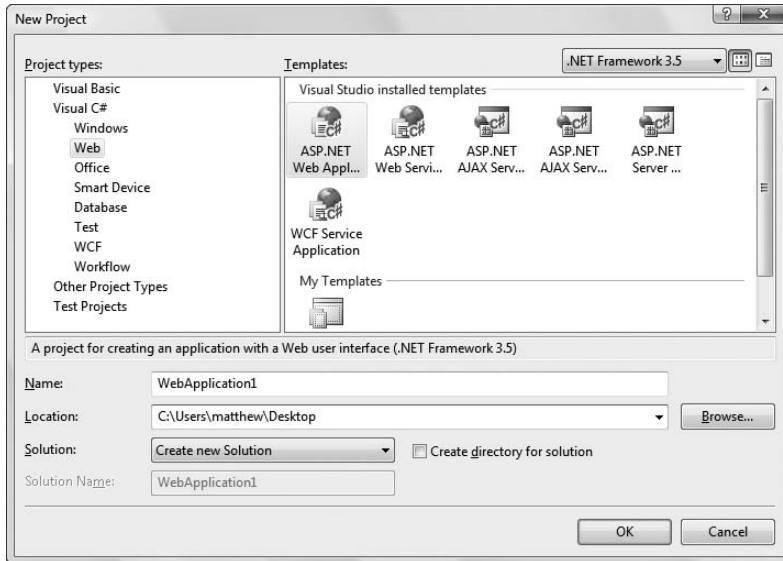 New Project
Project types:
Templates:
.NET Framework 3.5
Visual Basic
Visual C#
Windows
Web
Office
Smart Device
Database
Test
WCF
Workflow
Other Project Types
Test Projects
Visual Studio installed templates
ASP.NET
Web Appl...
ASP.NET
Web Servi...
ASP.NET
AJAX Serv...
ASP.NET
AJAX Serv...
ASP.NET
Server ...
WCF Service
Application
My Templates
A project for creating an application with a Web user interface (.NET Framework 3.5)
Name:
WebApplication1
Location:
C:\Users\matthew\Desktop
Browse...
Solution:
Create new Solution
Create directory for solution
Solution Name:
WebApplication1
OK
Cancel